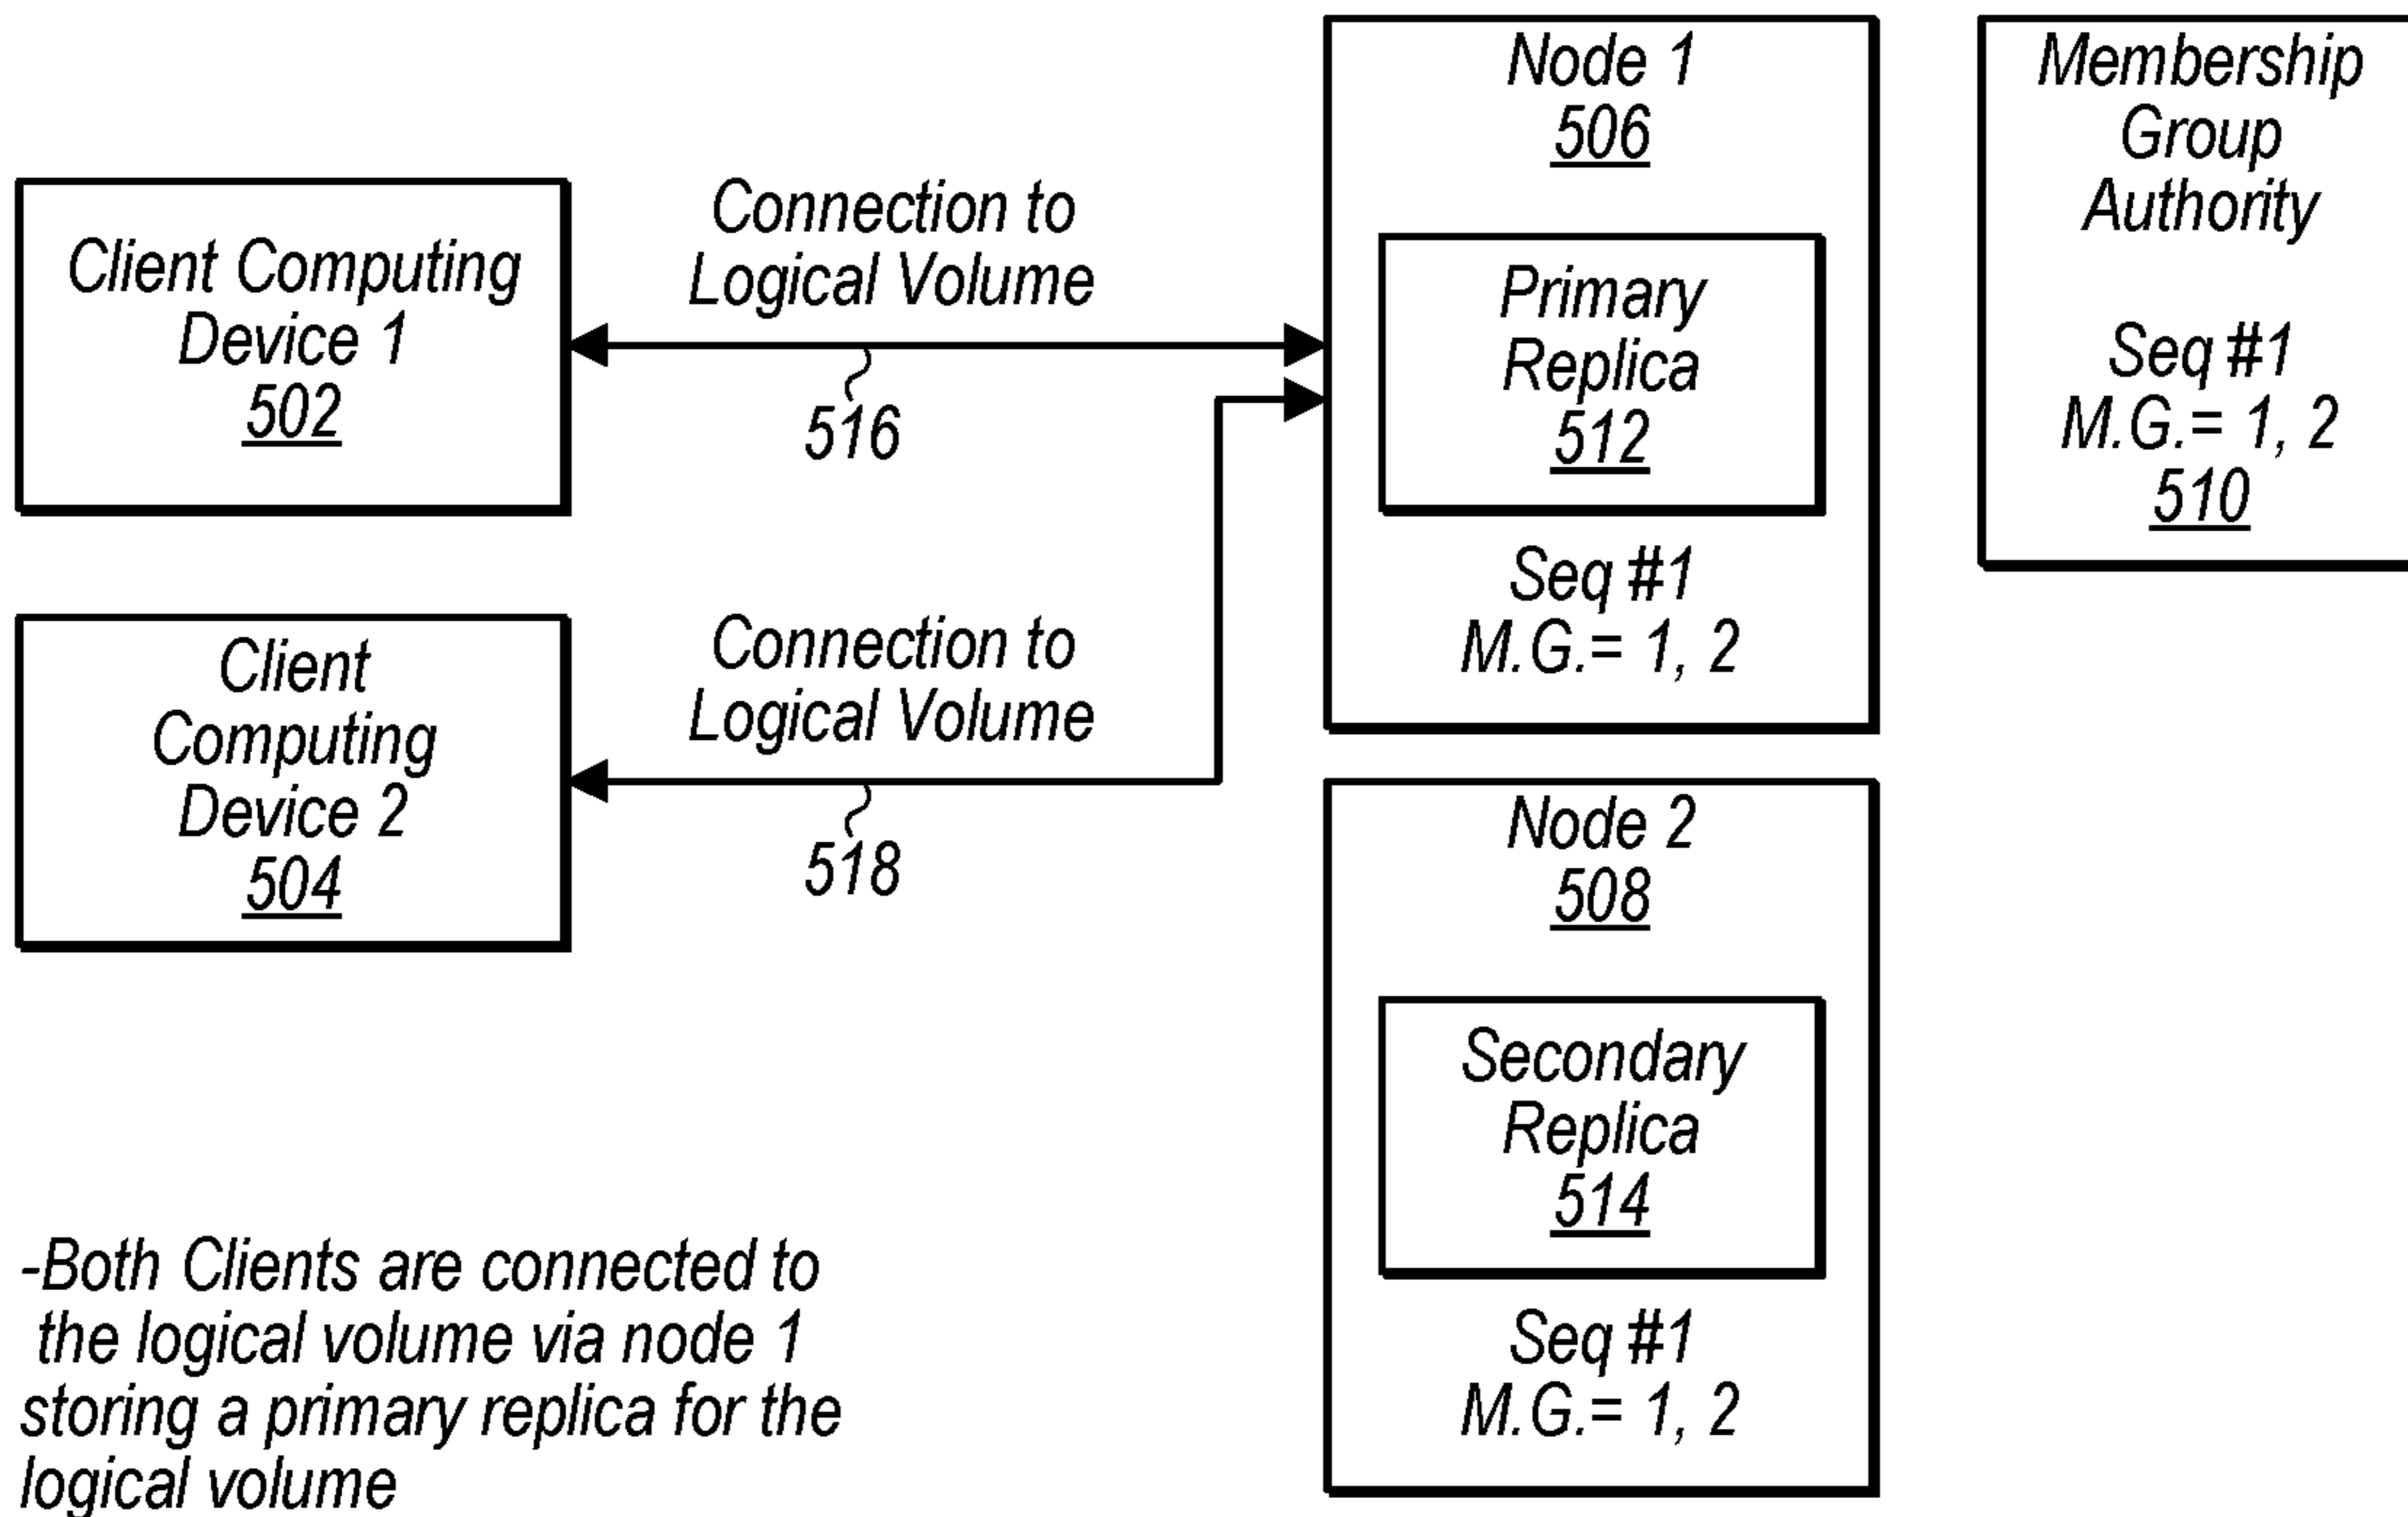 Client Computing
Device 1
502
Connection to
Logical Volume
516
Client
Computing
Device 2
504
Connection to
Logical Volume
518
Node 1
506
Primary
Replica
512
Seq #1
M.G.= 1, 2
Node 2
508
Secondary
Replica
514
Seq #1
M.G.= 1, 2
Membership
Group
Authority
Seq #1
M.G.= 1, 2
510
-Both Clients are connected to
the logical volume via node 1
storing a primary replica for the
logical volume